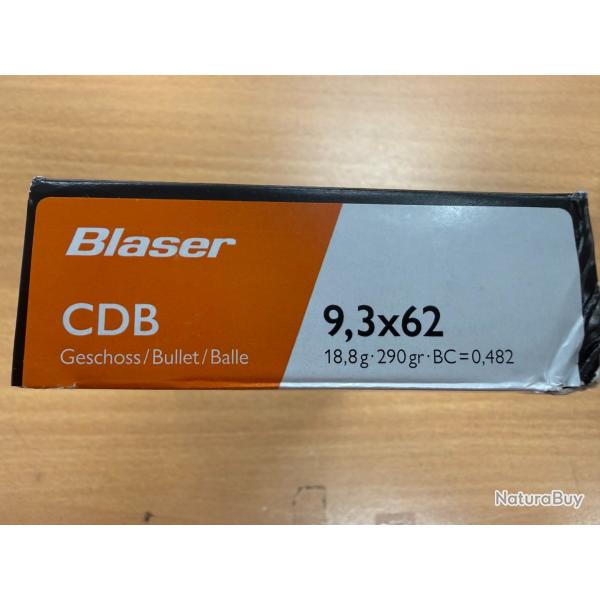 Blaser
CDB
Geschoss/Bullet/Balle
9,3x62
18,8g·290gr·BC=0,482
NaturaBuy